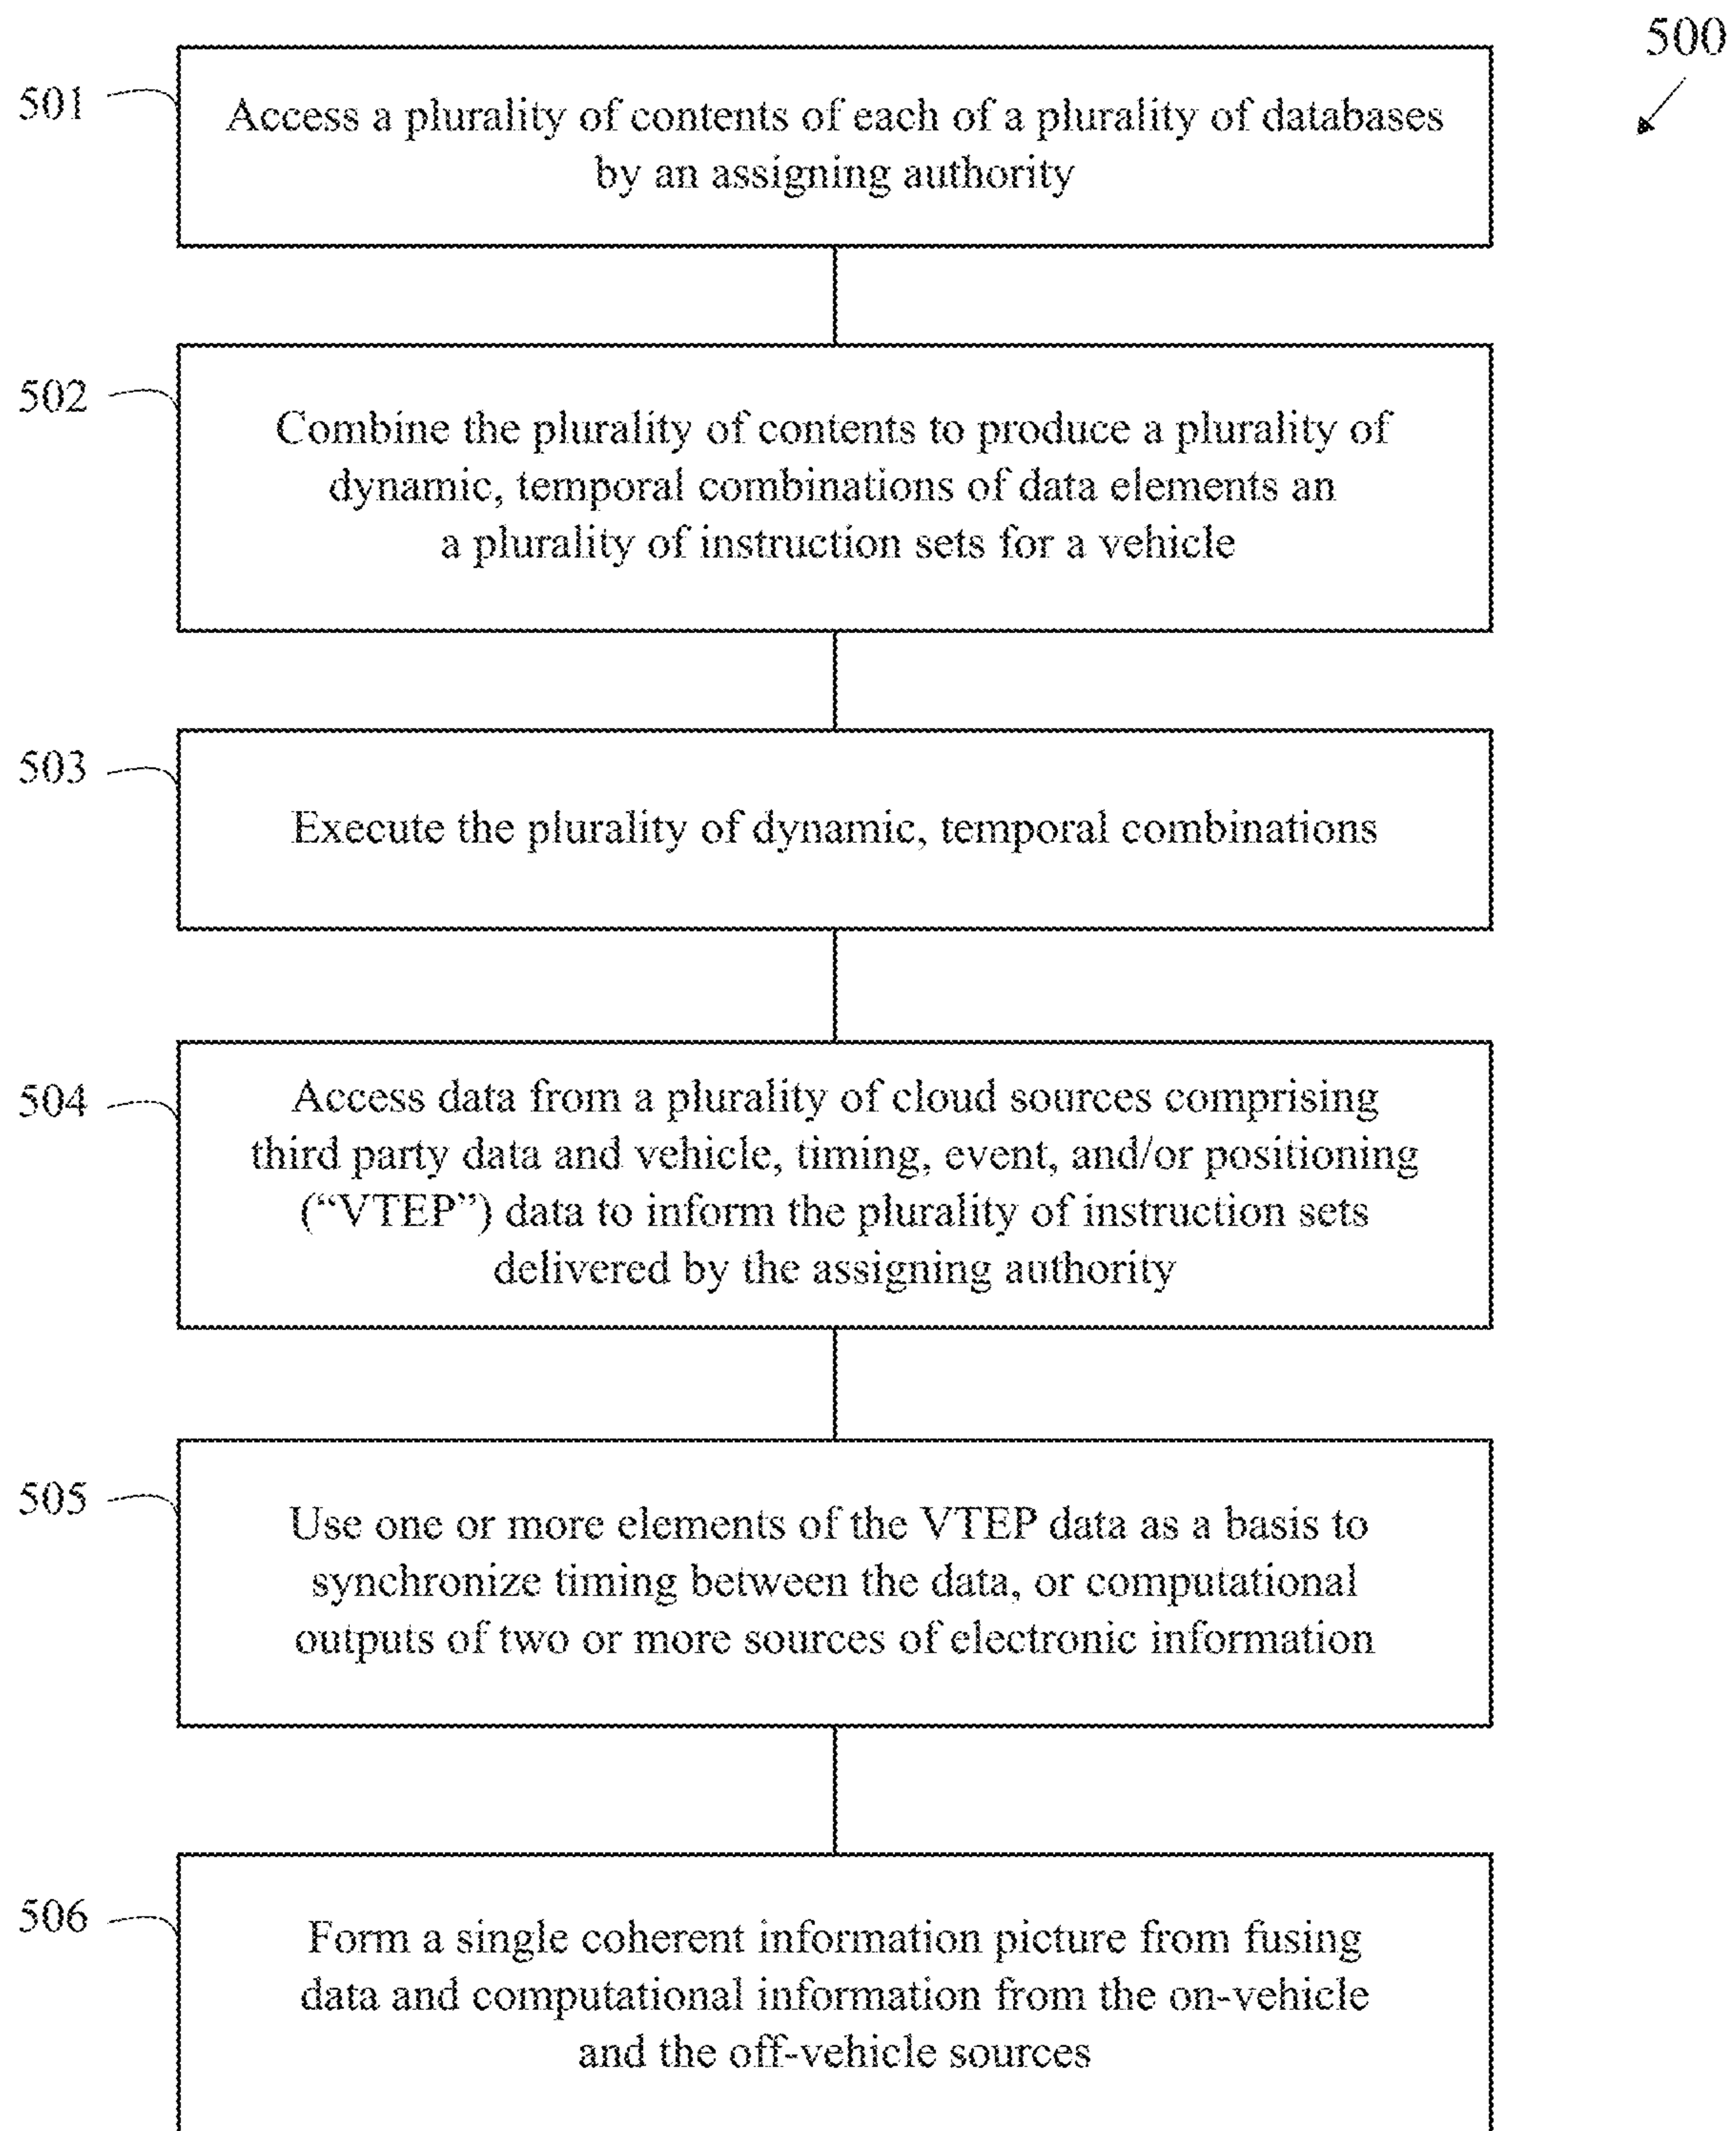 500
501
Access a plurality of contents of each of a plurality of databases
by an assigning authority
502
Combine the plurality of contents to produce a plurality of
dynamic, temporal combinations of data elements an
a plurality of instruction sets for a vehicle
503
Execute the plurality of dynamic, temporal combinations
504
Access data from a plurality of cloud sources comprising
third party data and vehicle, timing, event, and/or positioning
(“VTEP”) data to inform the plurality of instruction sets
delivered by the assigning authority
505
Use one or more elements of the VTEP data as a basis to
synchronize timing between the data, or computational
outputs of two or more sources of electronic information
506
Form a single coherent information picture from fusing
data and computational information from the on-vehicle
and the off-vehicle sources